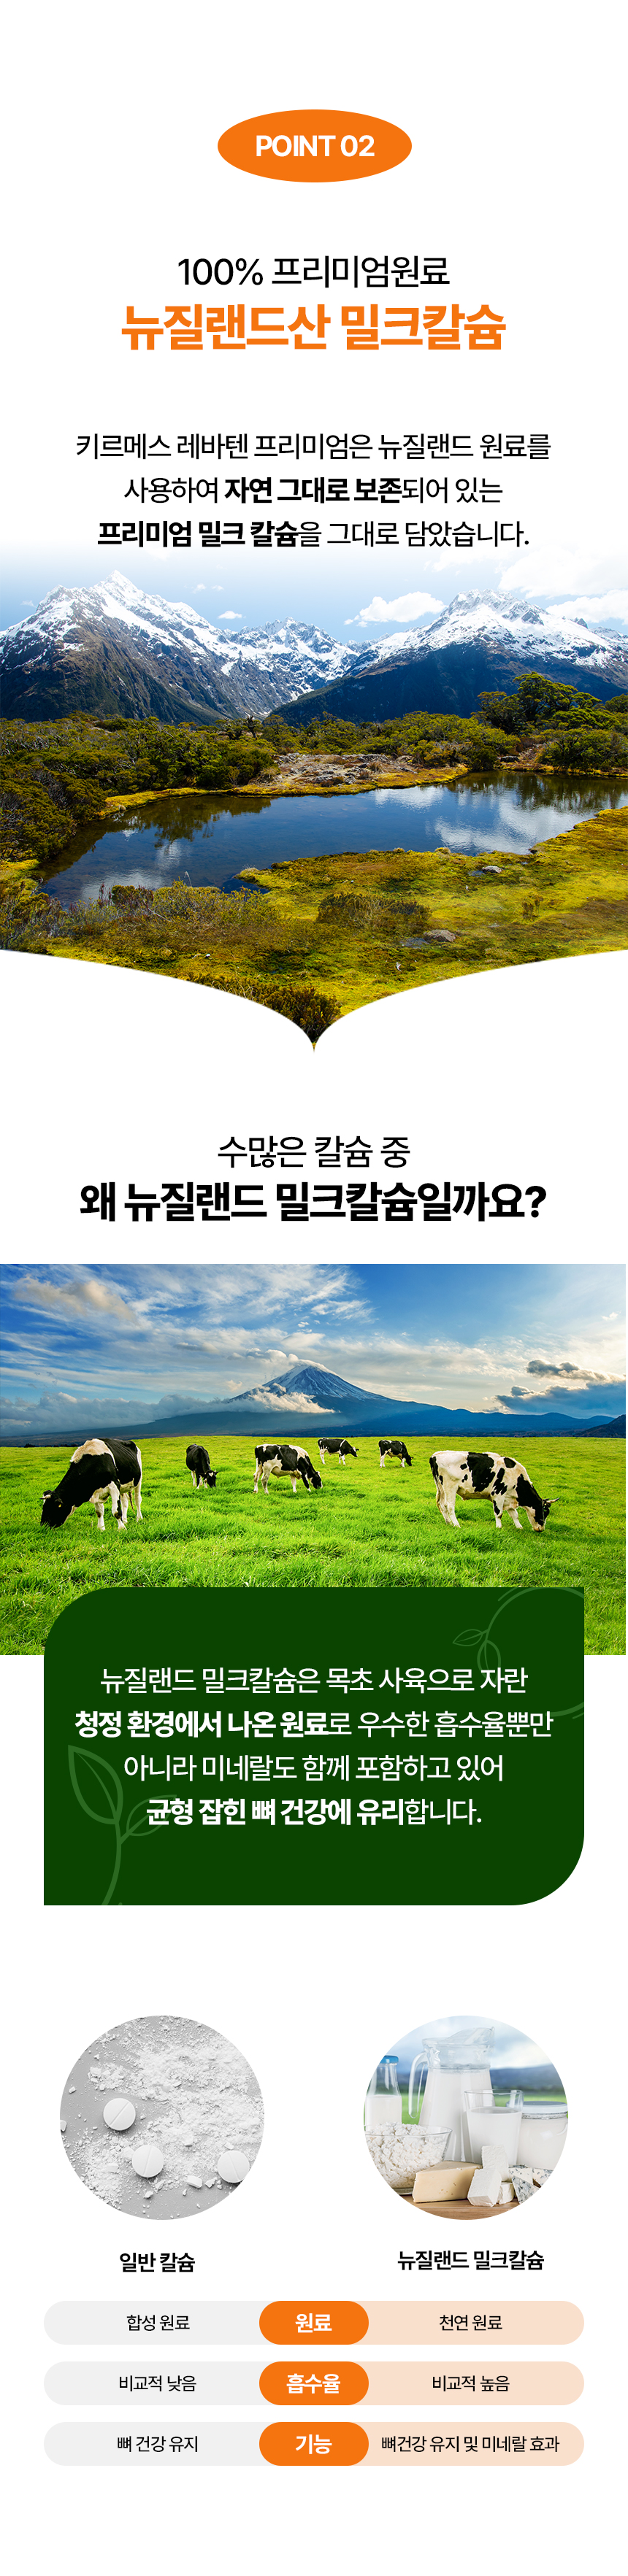 POINT 02
100% 프리미엄원료
뉴질랜드산 밀크칼슘
키르메스 레바텐 프리미엄은 뉴질랜드 원료를
사용하여 자연 그대로 보존되어 있는
프리미엄 밀크 칼슘을 그대로 담았습니다.
수많은 칼슘 중
왜 뉴질랜드 밀크칼슘일까요?
뉴질랜드 밀크칼슘은 목초 사육으로 자란
청정 환경에서 나온 원료로 우수한 흡수율뿐만
아니라 미네랄도 함께 포함하고 있어
균형 잡힌 뼈 건강에 유리합니다.
일반 칼슘
뉴질랜드 밀크칼슘
합성 원료
원료
천연 원료
비교적 낮음
흡수율
비교적 높음
뼈 건강 유지
기능
뼈건강 유지 및 미네랄 효과